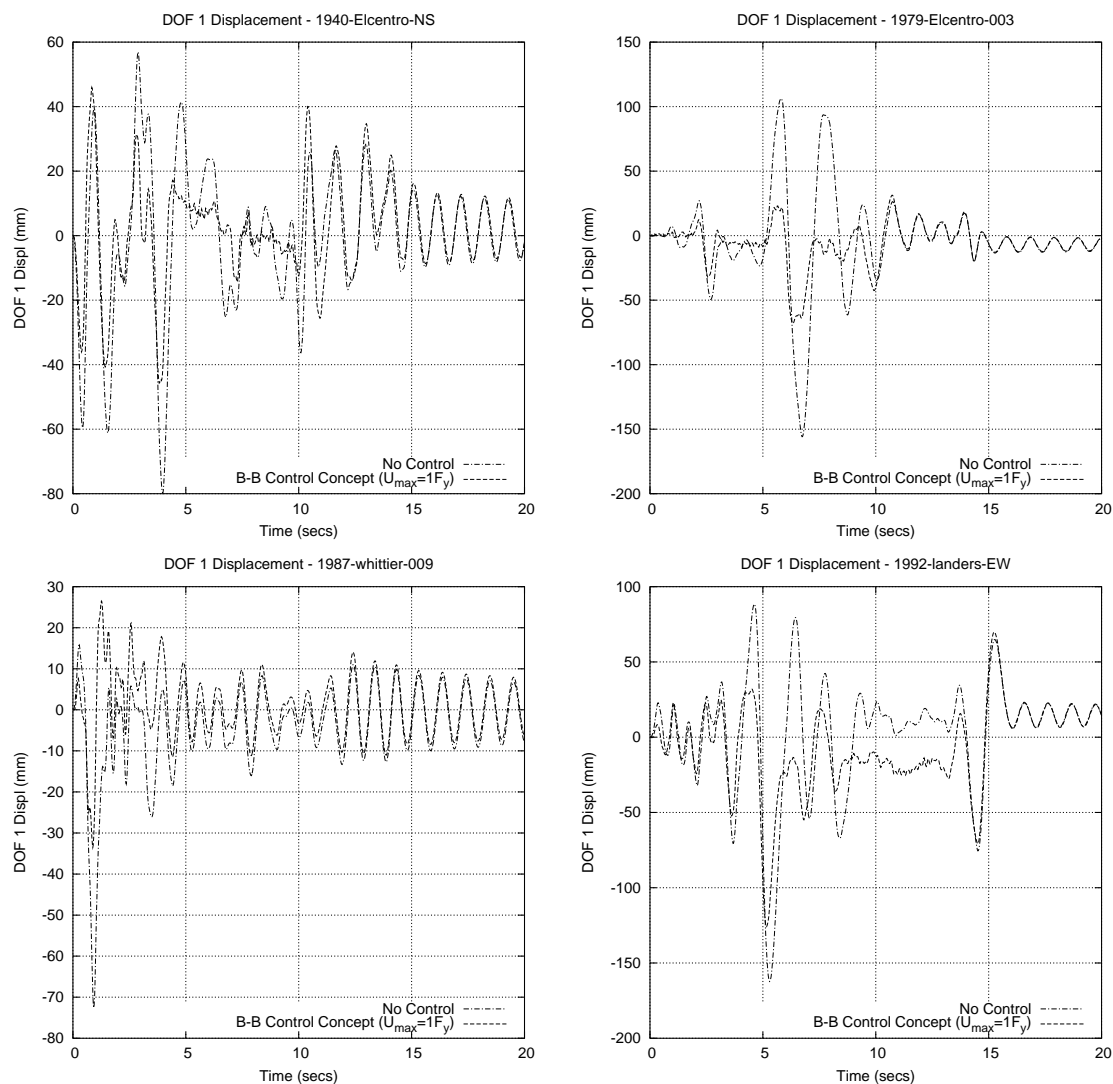 DOF 1 Displacement - 1940-Elcentro-NS
60
40
20
0
-20
-40
-60
-80
DOF 1 Displ (mm)
No Control
B-B Control Concept (Umax=1Fy)
0 5 10 15 20
Time (secs)
DOF 1 Displacement - 1979-Elcentro-003
150
100
50
0
-50
-100
-150
-200
DOF 1 Displ (mm)
No Control
B-B Control Concept (Umax=1Fy)
0 5 10 15 20
Time (secs)
DOF 1 Displacement - 1987-whittier-009
30
20
10
0
-10
-20
-30
-40
-50
-60
-70
-80
DOF 1 Displ (mm)
No Control
B-B Control Concept (Umax=1Fy)
0 5 10 15 20
Time (secs)
DOF 1 Displacement - 1992-landers-EW
100
50
0
-50
-100
-150
-200
DOF 1 Displ (mm)
No Control
B-B Control Concept (Umax=1Fy)
0 5 10 15 20
Time (secs)